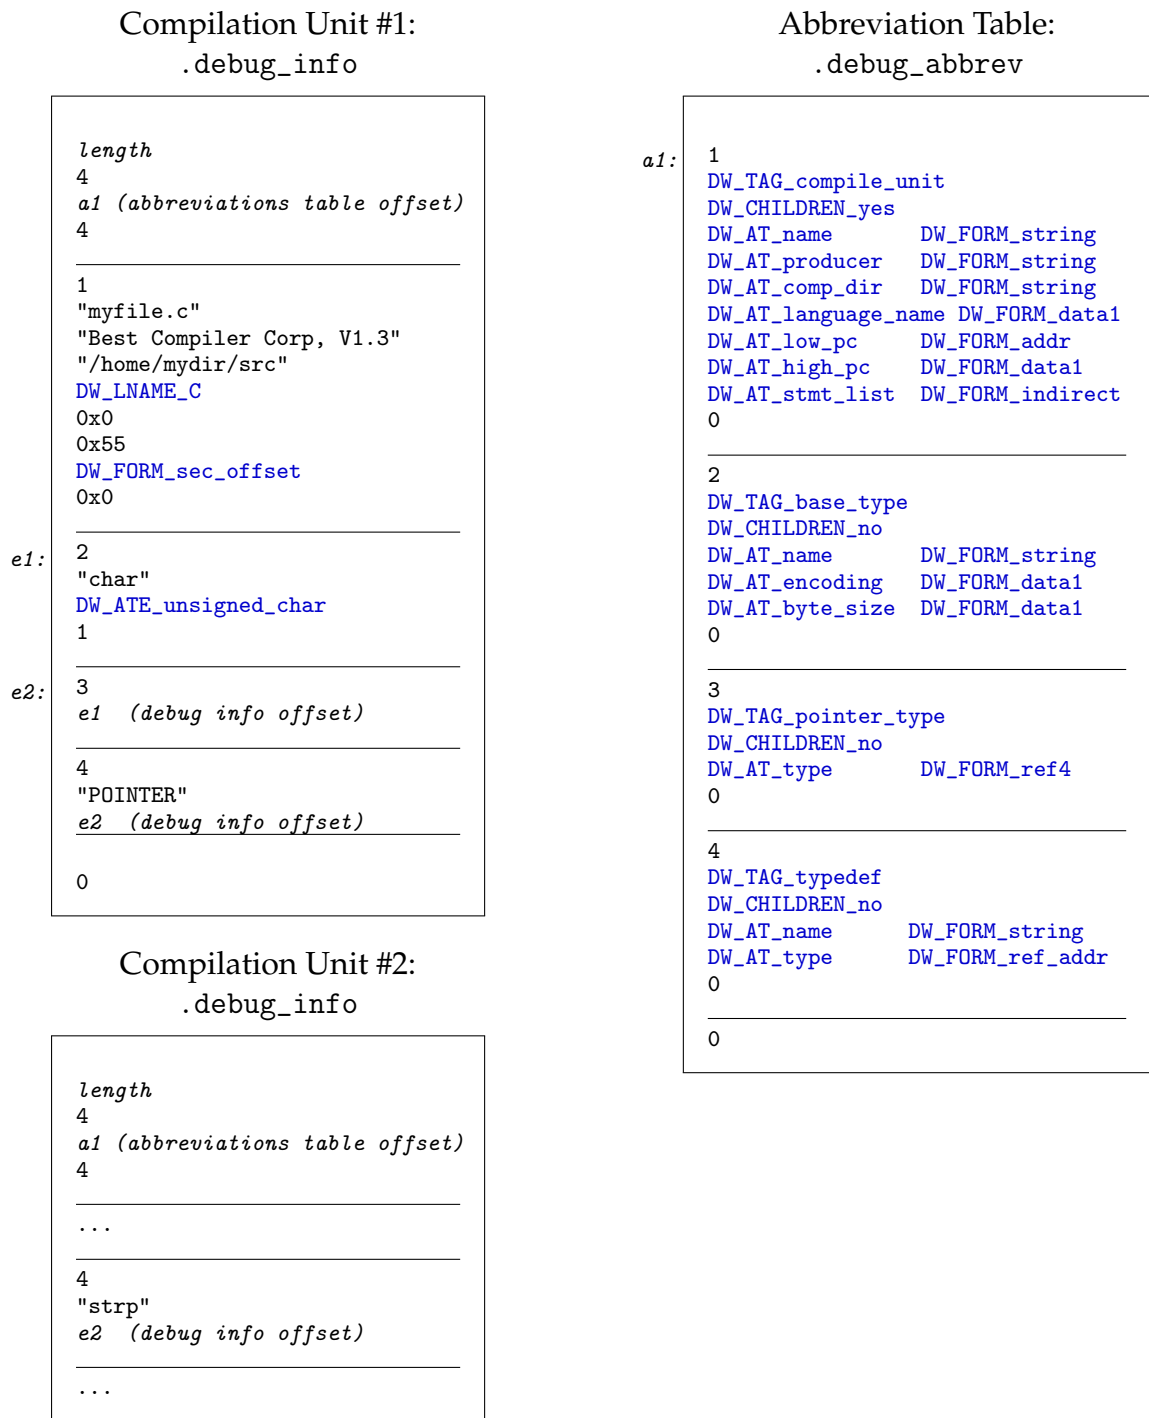 Compilation Unit #1:
.debug_info
length
4
a1 (abbreviations table offset)
4
1
"myfile.c"
"Best Compiler Corp, V1.3"
"/home/mydir/src"
DW_LNAME_C
0x0
0x55
DW_FORM_sec_offset
0x0
e1: 2
"char"
DW_ATE_unsigned_char
1
e2: 3
e1 (debug info offset)
4
"POINTER"
e2 (debug info offset)
0
Compilation Unit #2:
.debug_info
length
4
a1 (abbreviations table offset)
4
...
4
"strp"
e2 (debug info offset)
...
Abbreviation Table:
.debug_abbrev
a1: 1
DW_TAG_compile_unit
DW_CHILDREN_yes
DW_AT_name DW_FORM_string
DW_AT_producer DW_FORM_string
DW_AT_comp_dir DW_FORM_string
DW_AT_language_name DW_FORM_data1
DW_AT_low_pc DW_FORM_addr
DW_AT_high_pc DW_FORM_data1
DW_AT_stmt_list DW_FORM_indirect
0
2
DW_TAG_base_type
DW_CHILDREN_no
DW_AT_name DW_FORM_string
DW_AT_encoding DW_FORM_data1
DW_AT_byte_size DW_FORM_data1
0
3
DW_TAG_pointer_type
DW_CHILDREN_no
DW_AT_type DW_FORM_ref4
0
4
DW_TAG_typedef
DW_CHILDREN_no
DW_AT_name DW_FORM_string
DW_AT_type DW_FORM_ref_addr
0
0